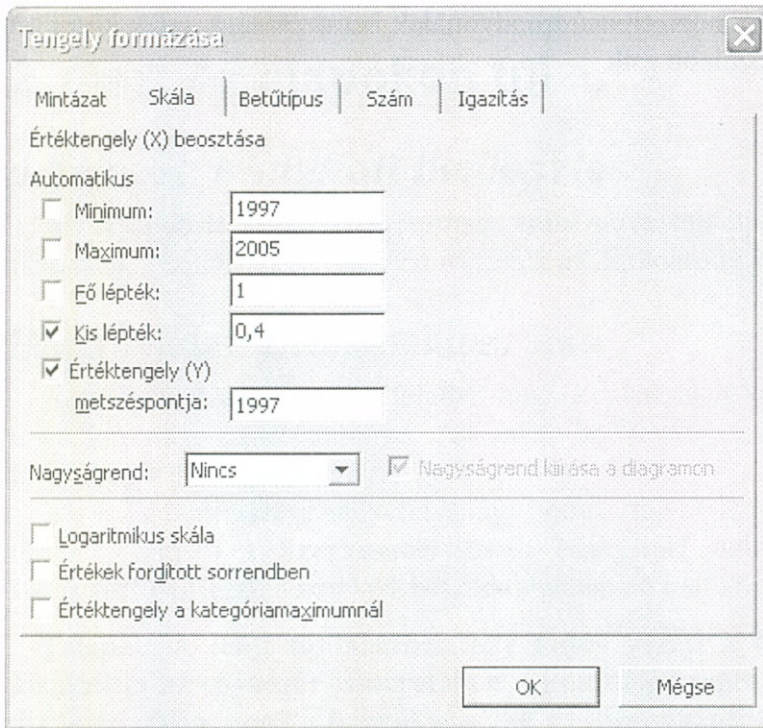 Tengely formázása
Mintázat Skála Betűtípus Szám Igazítás
Értéktengely (X) beosztása
Automatikus
Minimum: 1997
Maximum: 2005
Fő lépték: 1
Kis lépték: 0,4
Értéktengely (Y)
metszéspontja: 1997
Nagyságrend: Nincs Nagyságrend kiírása a diagramon
Logaritmikus skála
Értékek fordított sorrendben
Értéktengely a kategóriamaximumnál
OK Mégse